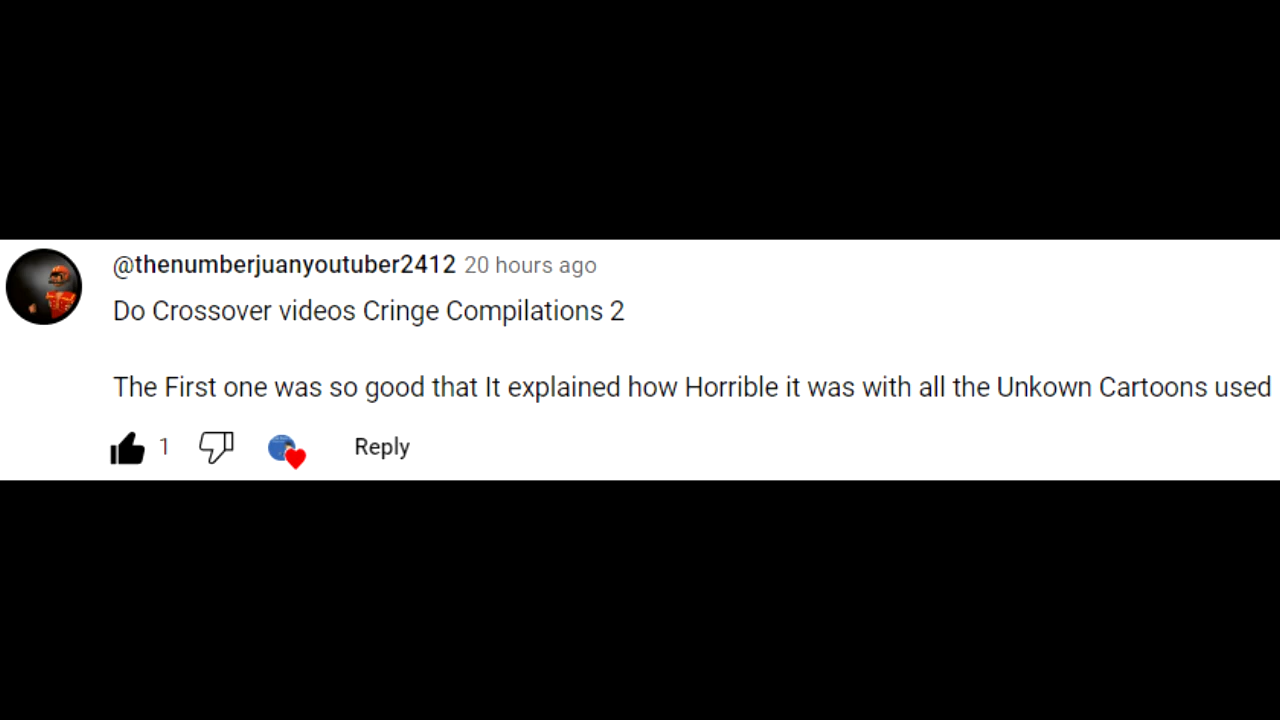 @thenumberjuanyoutuber2412 20 hours ago
Do Crossover videos Cringe Compilations 2
The First one was so good that It explained how Horrible it was with all the Unkown Cartoons used
1 Reply